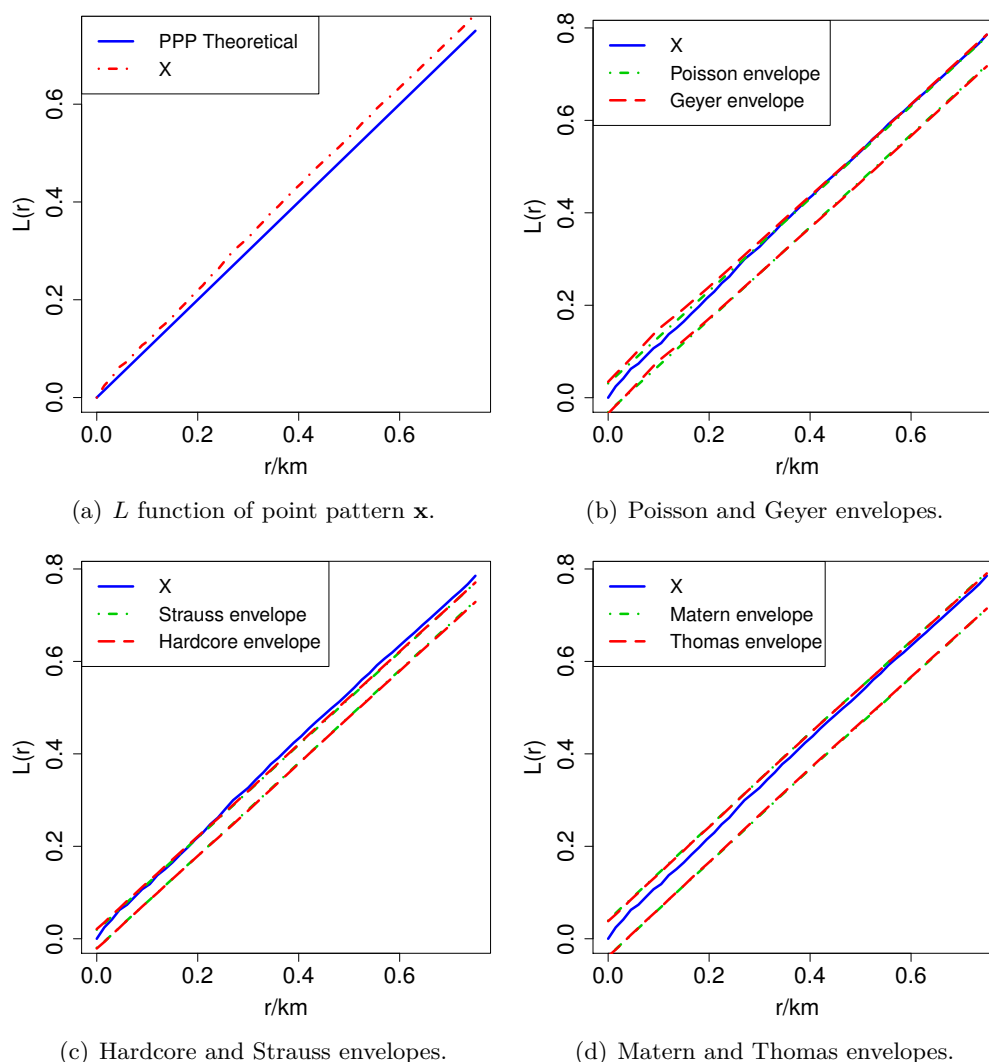 PPP Theoretical
X
L(r)
0.0 0.2 0.4 0.6
0.0 0.2 0.4 0.6
r/km
(a) L function of point pattern x.
X
Poisson envelope
Geyer envelope
L(r)
0.0 0.2 0.4 0.6 0.8
0.0 0.2 0.4 0.6
r/km
(b) Poisson and Geyer envelopes.
X
Strauss envelope
Hardcore envelope
L(r)
0.0 0.2 0.4 0.6 0.8
0.0 0.2 0.4 0.6
r/km
(c) Hardcore and Strauss envelopes.
X
Matern envelope
Thomas envelope
L(r)
0.0 0.2 0.4 0.6 0.8
0.0 0.2 0.4 0.6
r/km
(d) Matern and Thomas envelopes.